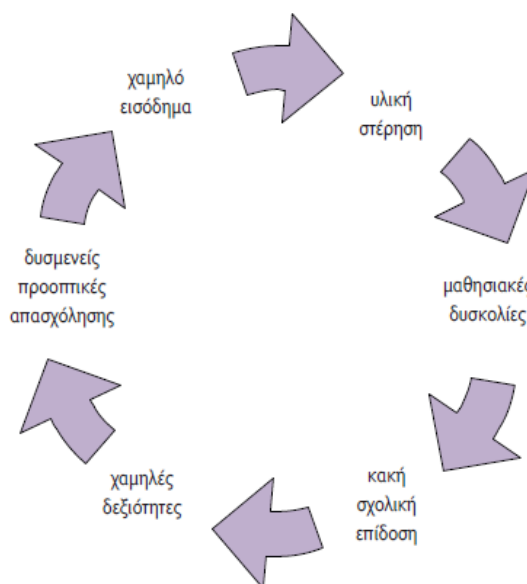 χαμηλό
εισόδημα
υλική
στέρηση
μαθησιακές
δυσκολίες
κακή
σχολική
επίδοση
χαμηλές
δεξιότητες
δυσμενείς
προοπτικές
απασχόλησης